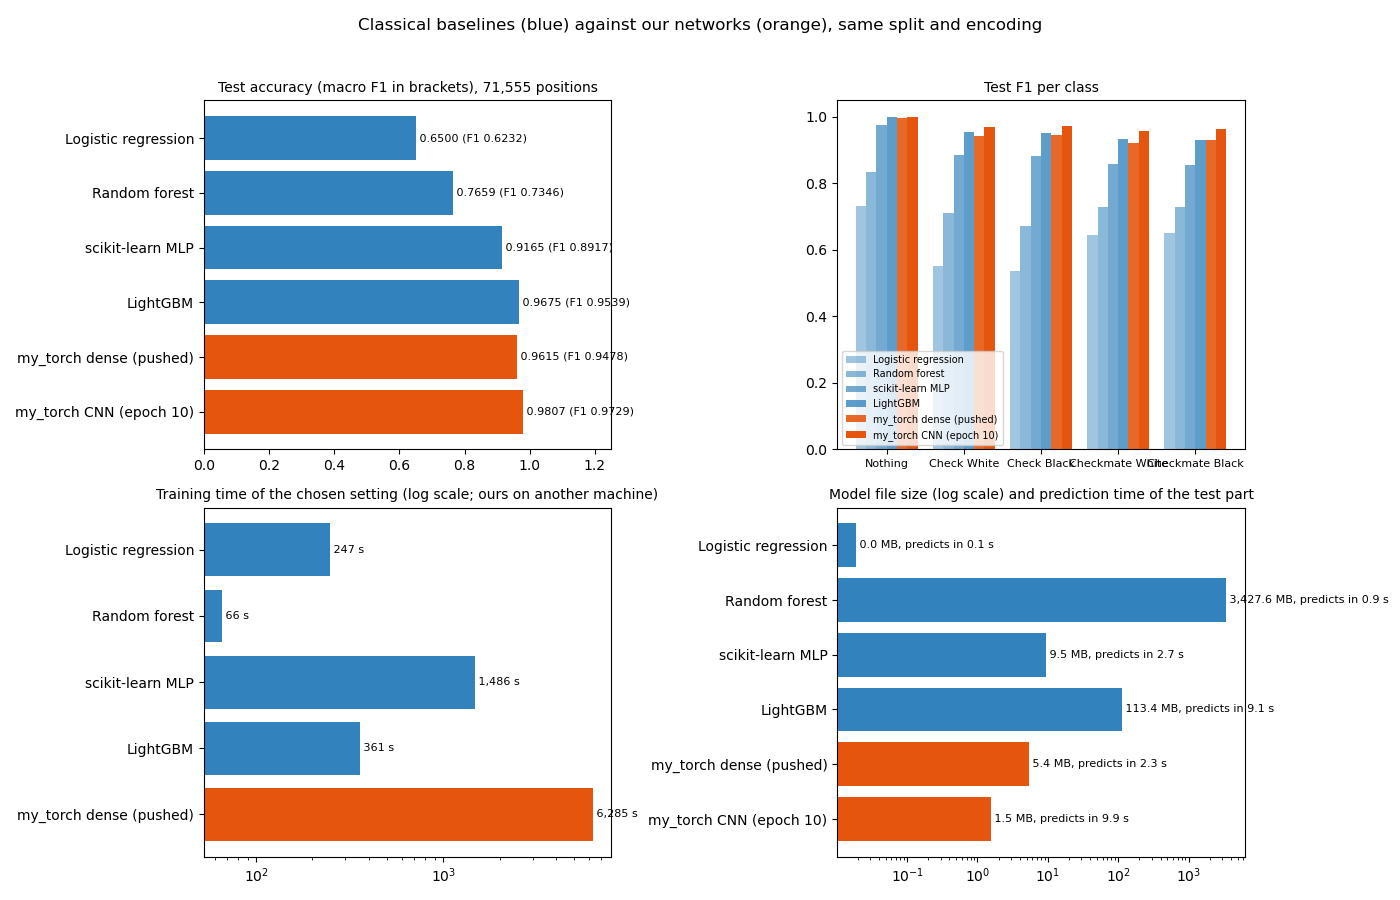 Classical baselines (blue) against our networks (orange), same split and encoding
Test accuracy (macro F1 in brackets), 71,555 positions
Logistic regression
0.6500 (F1 0.6232)
Random forest
0.7659 (F1 0.7346)
scikit-learn MLP
0.9165 (F1 0.8917)
LightGBM
0.9675 (F1 0.9539)
my_torch dense (pushed)
0.9615 (F1 0.9478)
my_torch CNN (epoch 10)
0.9807 (F1 0.9729)
0.0 0.2 0.4 0.6 0.8 1.0 1.2
Test F1 per class
1.0
0.8
0.6
0.4
0.2
0.0
Logistic regression
Random forest
scikit-learn MLP
LightGBM
my_torch dense (pushed)
my_torch CNN (epoch 10)
Nothing Check White Check Black Checkmate White Checkmate Black
Training time of the chosen setting (log scale; ours on another machine)
Logistic regression
247 s
Random forest
66 s
scikit-learn MLP
1,486 s
LightGBM
361 s
my_torch dense (pushed)
6,285 s
10² 10³
Model file size (log scale) and prediction time of the test part
Logistic regression
0.0 MB, predicts in 0.1 s
Random forest
3,427.6 MB, predicts in 0.9 s
scikit-learn MLP
9.5 MB, predicts in 2.7 s
LightGBM
113.4 MB, predicts in 9.1 s
my_torch dense (pushed)
5.4 MB, predicts in 2.3 s
my_torch CNN (epoch 10)
1.5 MB, predicts in 9.9 s
10⁻¹ 10⁰ 10¹ 10² 10³